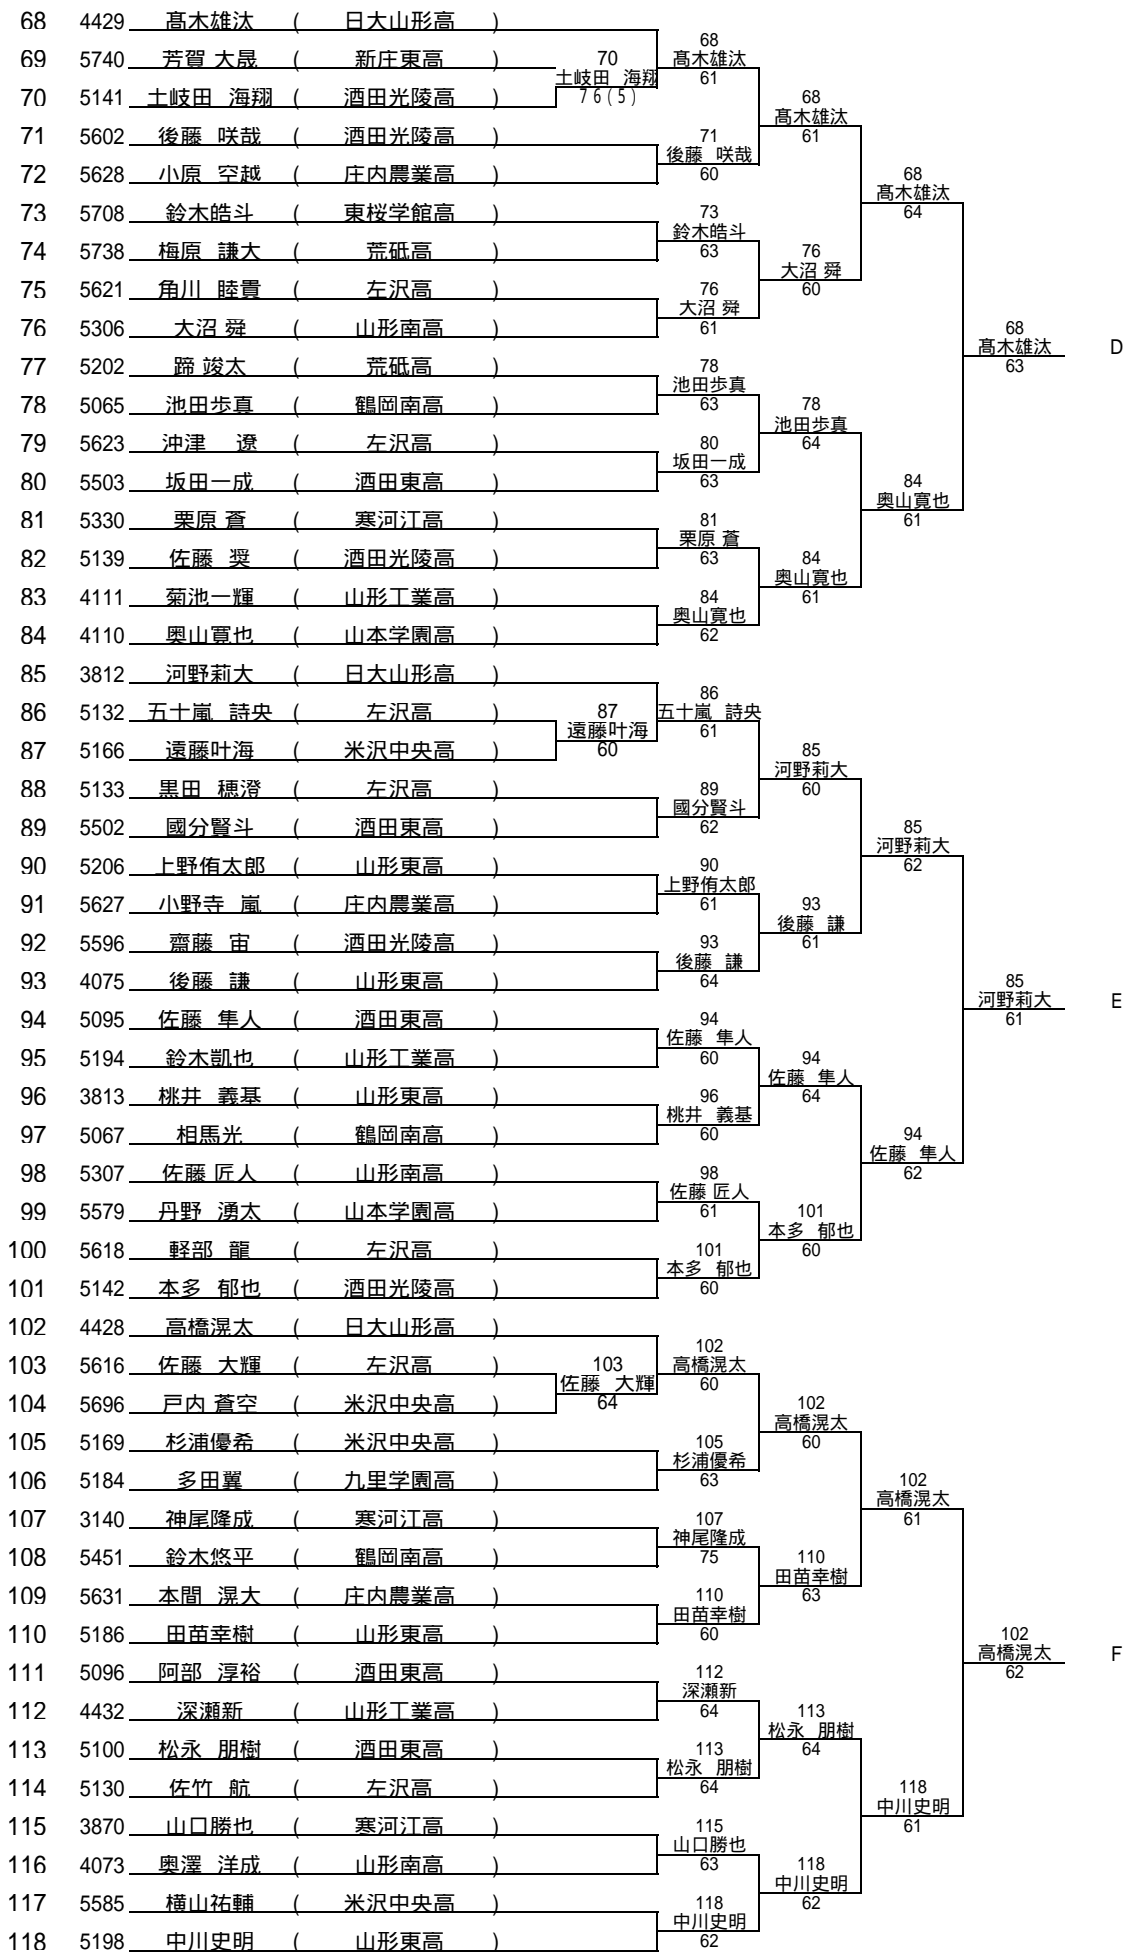 68 4429 髙木雄汰 ( 日大山形高 )
69 5740 芳賀 大晟 ( 新庄東高 )
70 5141 土岐田 海翔 ( 酒田光陵高 )
71 5602 後藤 咲哉 ( 酒田光陵高 )
72 5628 小原 空越 ( 庄内農業高 )
73 5708 鈴木皓斗 ( 東桜学館高 )
74 5738 梅原 謙大 ( 荒砥高 )
75 5621 角川 睦貴 ( 左沢高 )
76 5306 大沼 舜 ( 山形南高 )
77 5202 蹄 竣太 ( 荒砥高 )
78 5065 池田歩真 ( 鶴岡南高 )
79 5623 沖津 遼 ( 左沢高 )
80 5503 坂田一成 ( 酒田東高 )
81 5330 栗原 蒼 ( 寒河江高 )
82 5139 佐藤 奨 ( 酒田光陵高 )
83 4111 菊池一輝 ( 山形工業高 )
84 4110 奥山寛也 ( 山本学園高 )
85 3812 河野莉大 ( 日大山形高 )
86 5132 五十嵐 詩央 ( 左沢高 )
87 5166 遠藤叶海 ( 米沢中央高 )
88 5133 黒田 穂澄 ( 左沢高 )
89 5502 國分賢斗 ( 酒田東高 )
90 5206 上野侑太郎 ( 山形東高 )
91 5627 小野寺 嵐 ( 庄内農業高 )
92 5596 齋藤 宙 ( 酒田光陵高 )
93 4075 後藤 謙 ( 山形東高 )
94 5095 佐藤 隼人 ( 酒田東高 )
95 5194 鈴木凱也 ( 山形工業高 )
96 3813 桃井 義基 ( 山形東高 )
97 5067 相馬光 ( 鶴岡南高 )
98 5307 佐藤 匠人 ( 山形南高 )
99 5579 丹野 湧太 ( 山本学園高 )
100 5618 軽部 龍 ( 左沢高 )
101 5142 本多 郁也 ( 酒田光陵高 )
102 4428 高橋滉太 ( 日大山形高 )
103 5616 佐藤 大輝 ( 左沢高 )
104 5696 戸内 蒼空 ( 米沢中央高 )
105 5169 杉浦優希 ( 米沢中央高 )
106 5184 多田翼 ( 九里学園高 )
107 3140 神尾隆成 ( 寒河江高 )
108 5451 鈴木悠平 ( 鶴岡南高 )
109 5631 本間 滉大 ( 庄内農業高 )
110 5186 田苗幸樹 ( 山形東高 )
111 5096 阿部 淳裕 ( 酒田東高 )
112 4432 深瀬新 ( 山形工業高 )
113 5100 松永 朋樹 ( 酒田東高 )
114 5130 佐竹 航 ( 左沢高 )
115 3870 山口勝也 ( 寒河江高 )
116 4073 奥澤 洋成 ( 山形南高 )
117 5585 横山祐輔 ( 米沢中央高 )
118 5198 中川史明 ( 山形東高 )
70
土岐田 海翔
7 6 ( 5 )
87
遠藤叶海
60
103
佐藤 大輝
64
68
髙木雄汰
61
71
後藤 咲哉
60
73
鈴木皓斗
63
76
大沼 舜
61
78
池田歩真
63
80
坂田一成
63
81
栗原 蒼
63
84
奥山寛也
62
86
五十嵐 詩央
61
89
國分賢斗
62
90
上野侑太郎
61
93
後藤 謙
64
94
佐藤 隼人
60
96
桃井 義基
60
98
佐藤 匠人
61
101
本多 郁也
60
102
高橋滉太
60
105
杉浦優希
63
107
神尾隆成
75
110
田苗幸樹
60
112
深瀬新
64
113
松永 朋樹
64
115
山口勝也
63
118
中川史明
62
68
髙木雄汰
61
76
大沼 舜
60
78
池田歩真
64
84
奥山寛也
61
85
河野莉大
60
93
後藤 謙
61
94
佐藤 隼人
64
101
本多 郁也
60
102
高橋滉太
60
110
田苗幸樹
63
113
松永 朋樹
64
118
中川史明
62
68
髙木雄汰
64
84
奥山寛也
61
85
河野莉大
62
94
佐藤 隼人
62
102
高橋滉太
61
118
中川史明
61
68
髙木雄汰
63
D
85
河野莉大
61
E
102
高橋滉太
62
F